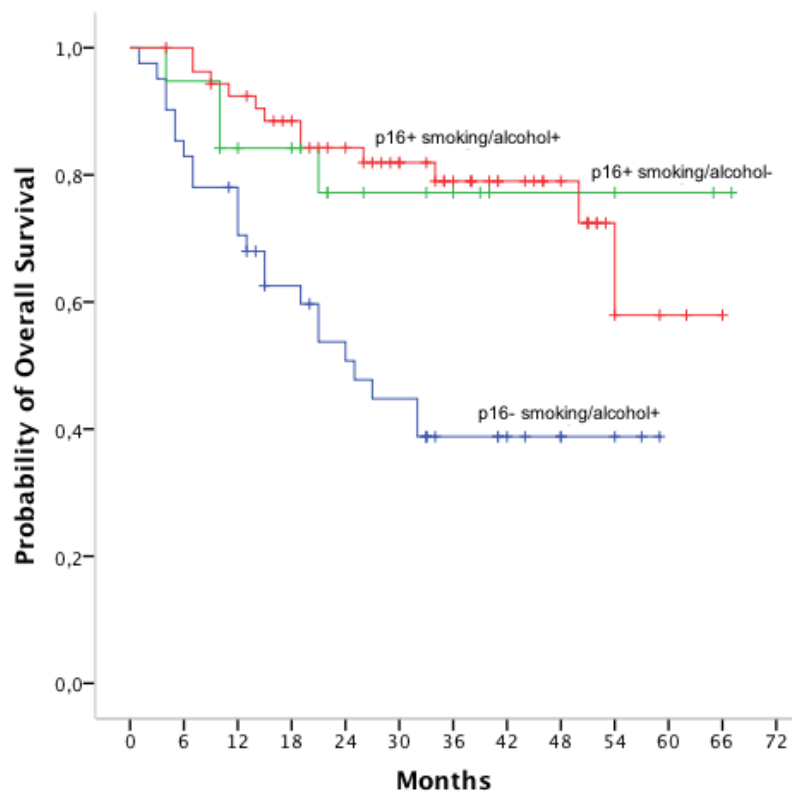 1,0
p16+ smoking/alcohol+
p16+ smoking/alcohol-
0,8
0,6
p16- smoking/alcohol+
0,4
0,2
0,0
Probability of Overall Survival
0 6 12 18 24 30 36 42 48 54 60 66 72
Months